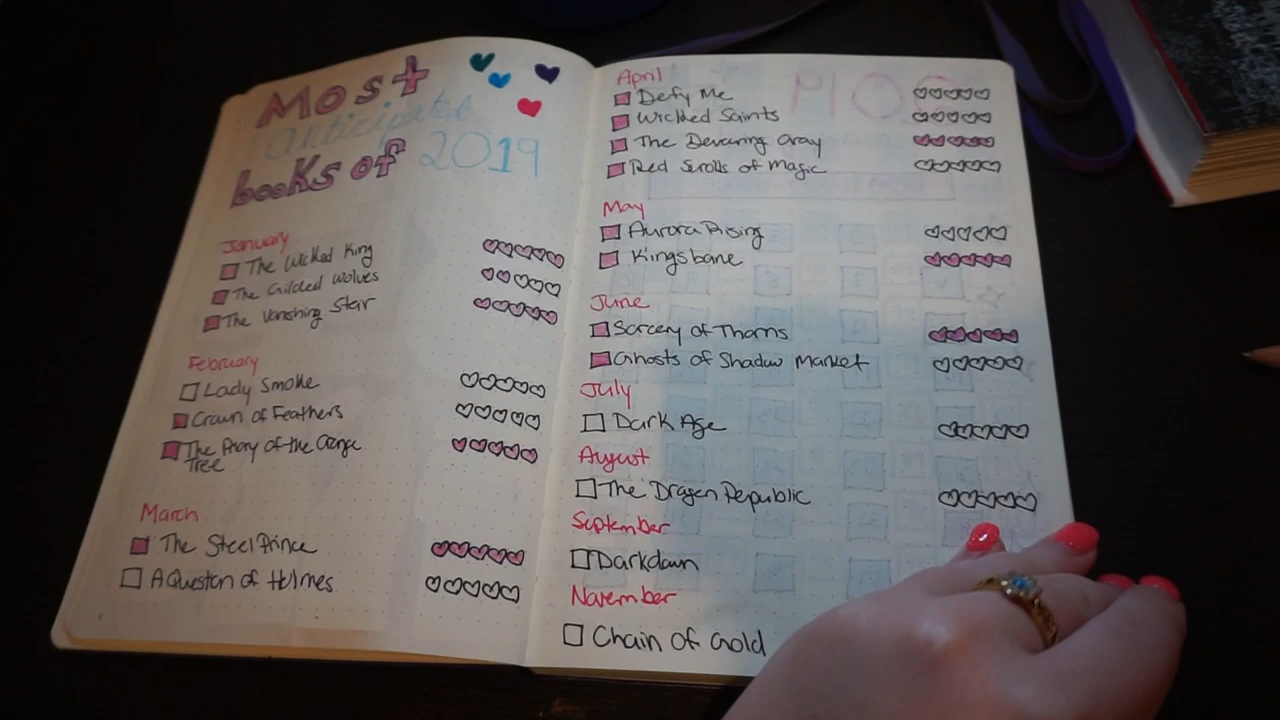 Most
Anticipated
books of 2019
January
The Wicked King
The Gilded Wolves
The Vanishing Stair
February
Lady Smoke
Crown of Feathers
The Priory of the Orange
Tree
March
The Steel Prince
A Question of Holmes
April
Defy Me
Wicked Saints
The Devouring Gray
Red Scrolls of Magic
May
Aurora Rising
Kingsbane
June
Sorcery of Thorns
Ghosts of Shadow Market
July
Dark Age
August
The Dragon Republic
September
Darkdawn
November
Chain of Gold